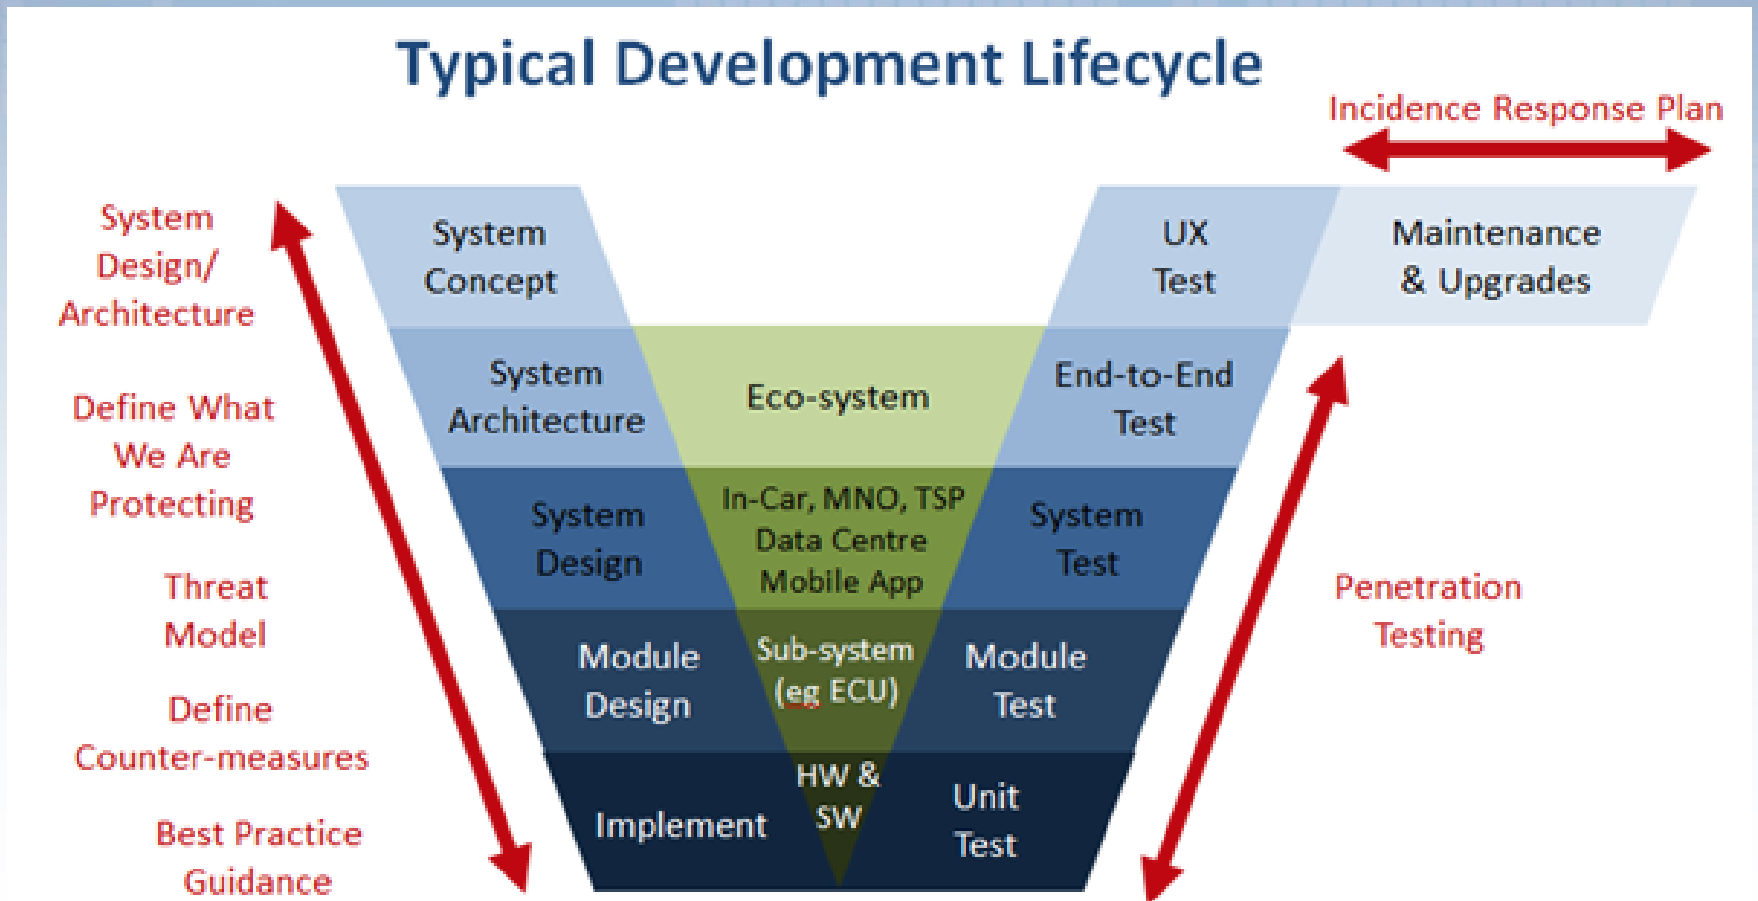 Typical Development Lifecycle
Incidence Response Plan
System
Design/
Architecture
Define What
We Are
Protecting
Threat
Model
Define
Counter-measures
Best Practice
Guidance
System
Concept
System
Architecture
System
Design
Module
Design
Implement
Eco-system
In-Car, MNO, TSP
Data Centre
Mobile App
Sub-system
(eg ECU)
HW &
SW
UX
Test
End-to-End
Test
System
Test
Module
Test
Unit
Test
Maintenance
& Upgrades
Penetration
Testing